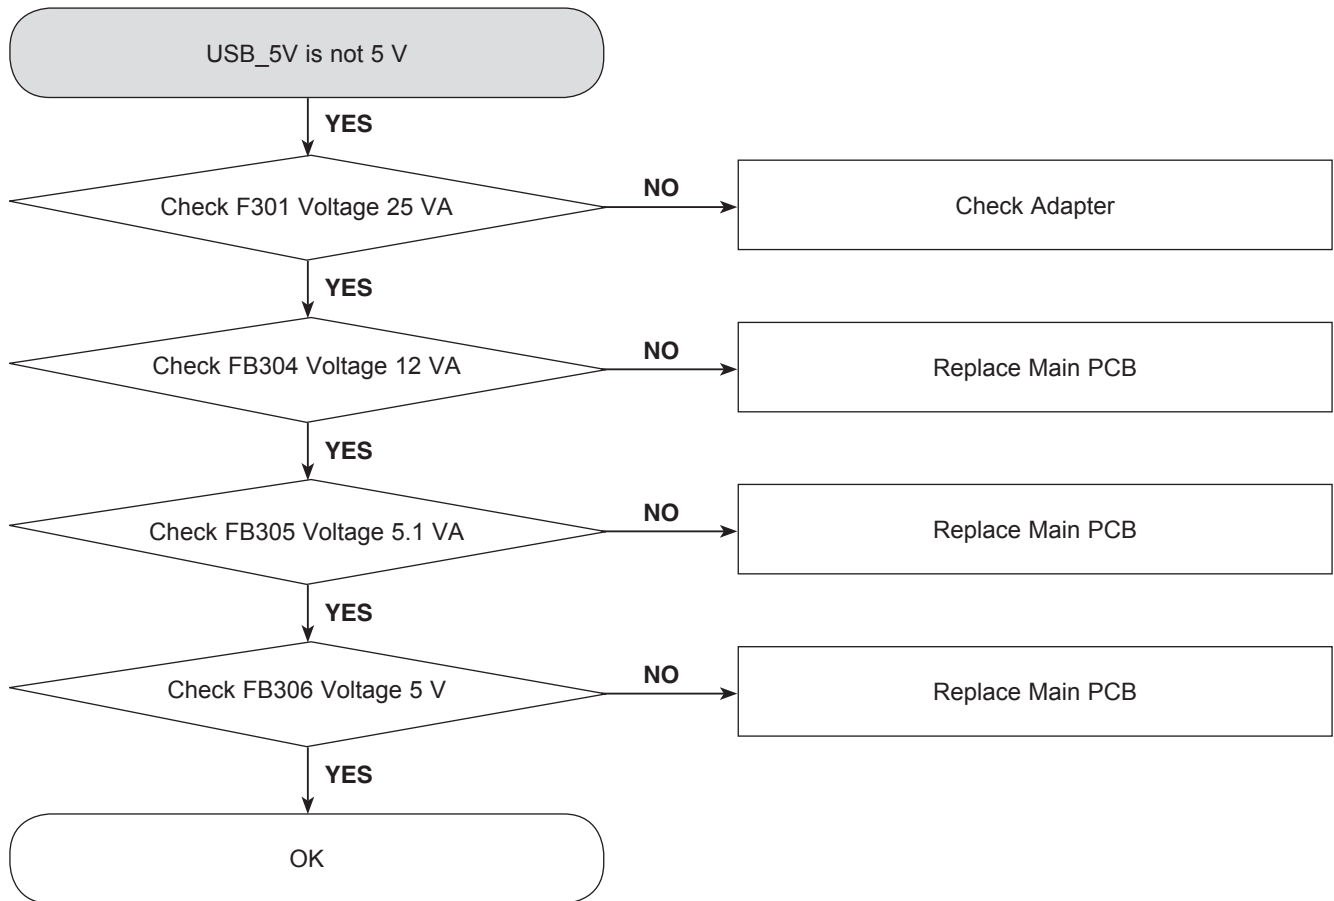 USB_5V is not 5 V
YES
Check F301 Voltage 25 VA
NO
Check Adapter
YES
Check FB304 Voltage 12 VA
NO
Replace Main PCB
YES
Check FB305 Voltage 5.1 VA
NO
Replace Main PCB
YES
Check FB306 Voltage 5 V
NO
Replace Main PCB
YES
OK